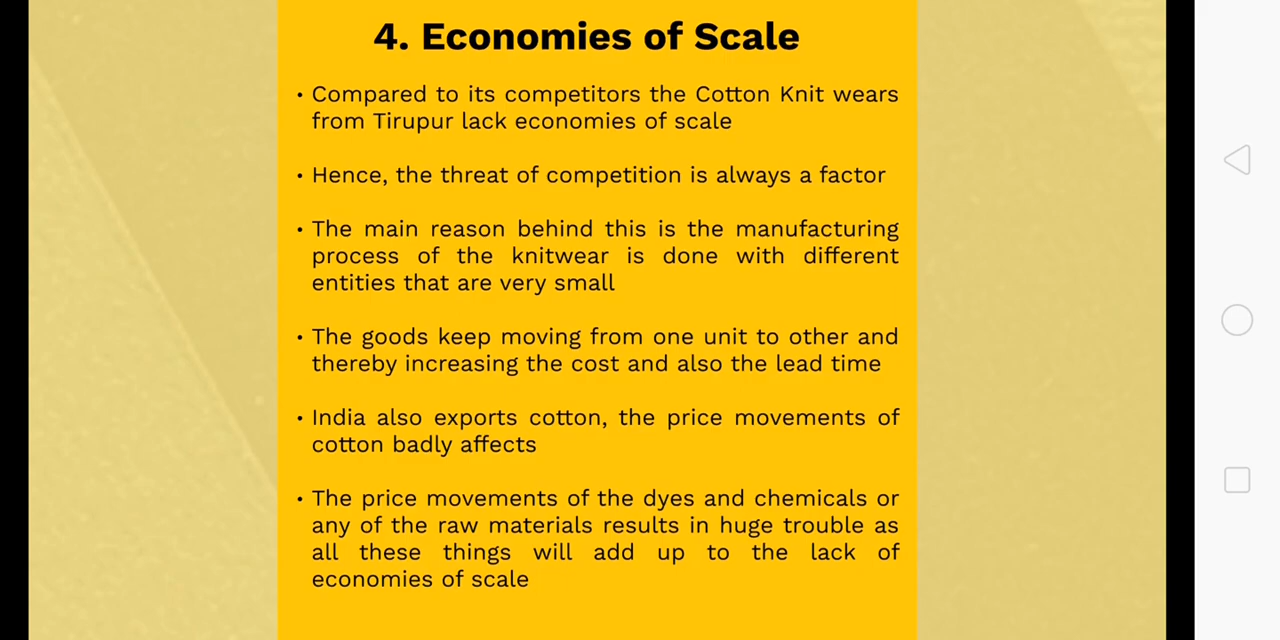 4. Economies of Scale
• Compared to its competitors the Cotton Knit wears
from Tirupur lack economies of scale
• Hence, the threat of competition is always a factor
• The main reason behind this is the manufacturing
process of the knitwear is done with different
entities that are very small
• The goods keep moving from one unit to other and
thereby increasing the cost and also the lead time
• India also exports cotton, the price movements of
cotton badly affects
• The price movements of the dyes and chemicals or
any of the raw materials results in huge trouble as
all these things will add up to the lack of
economies of scale